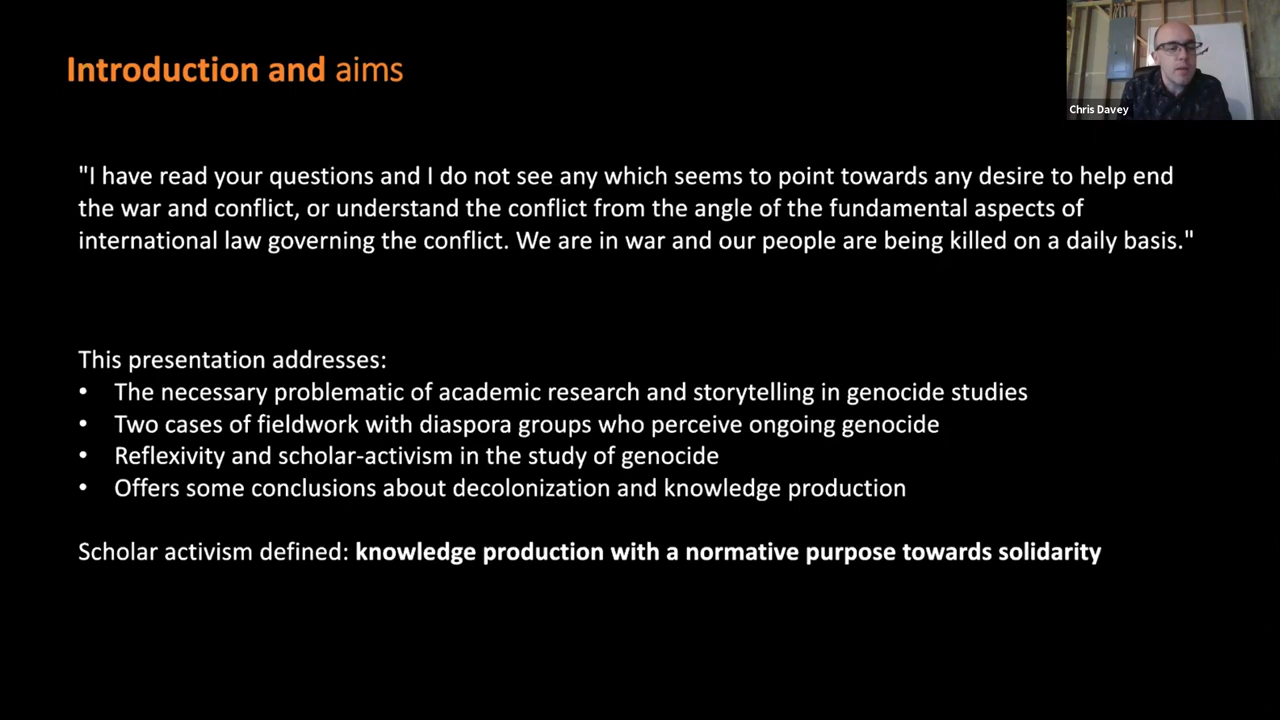 Introduction and aims
Chris Davey
"I have read your questions and I do not see any which seems to point towards any desire to help end
the war and conflict, or understand the conflict from the angle of the fundamental aspects of
international law governing the conflict. We are in war and our people are being killed on a daily basis."
This presentation addresses:
• The necessary problematic of academic research and storytelling in genocide studies
• Two cases of fieldwork with diaspora groups who perceive ongoing genocide
• Reflexivity and scholar-activism in the study of genocide
• Offers some conclusions about decolonization and knowledge production
Scholar activism defined: knowledge production with a normative purpose towards solidarity